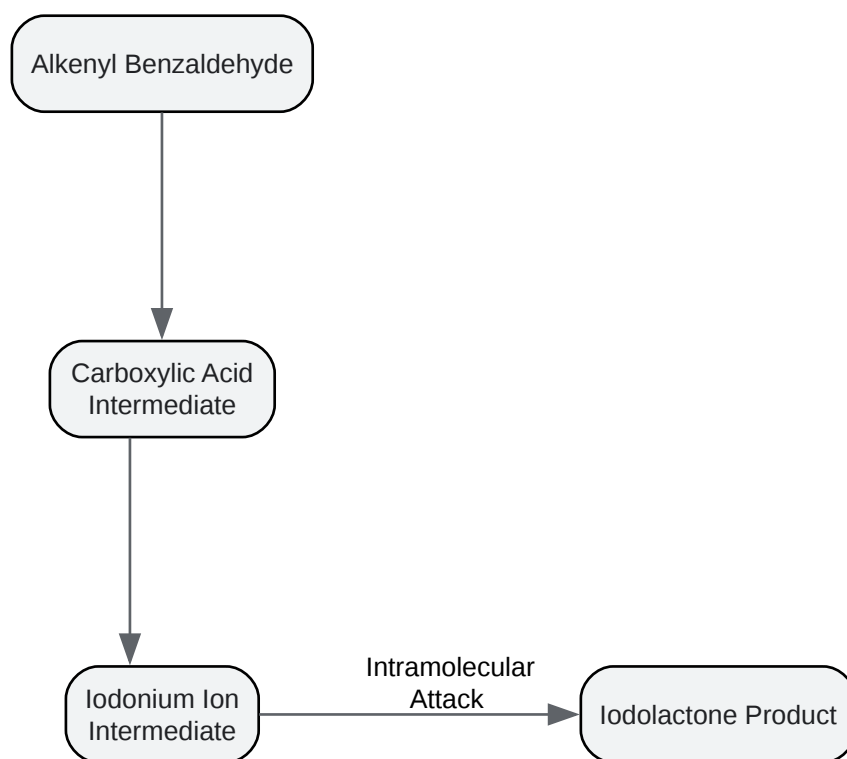 Alkenyl Benzaldehyde
Carboxylic Acid
Intermediate
Iodonium Ion
Intermediate
Intramolecular
Attack
Iodolactone Product